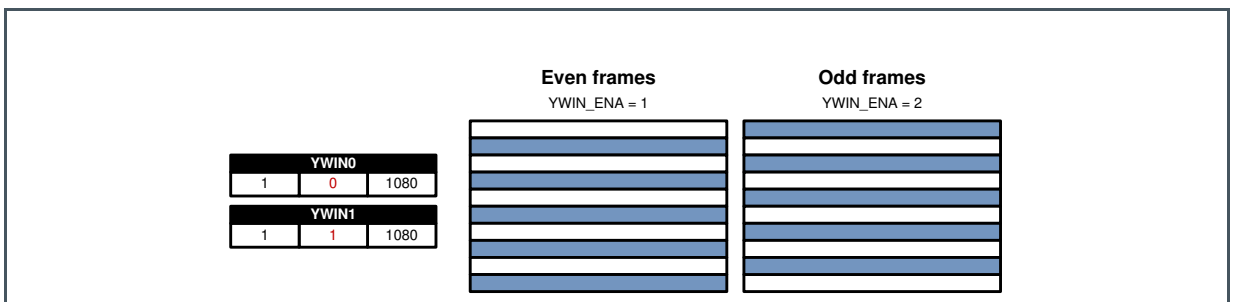 Even frames
YWIN_ENA = 1
Odd frames
YWIN_ENA = 2
YWIN0
1 0 1080
YWIN1
1 1 1080